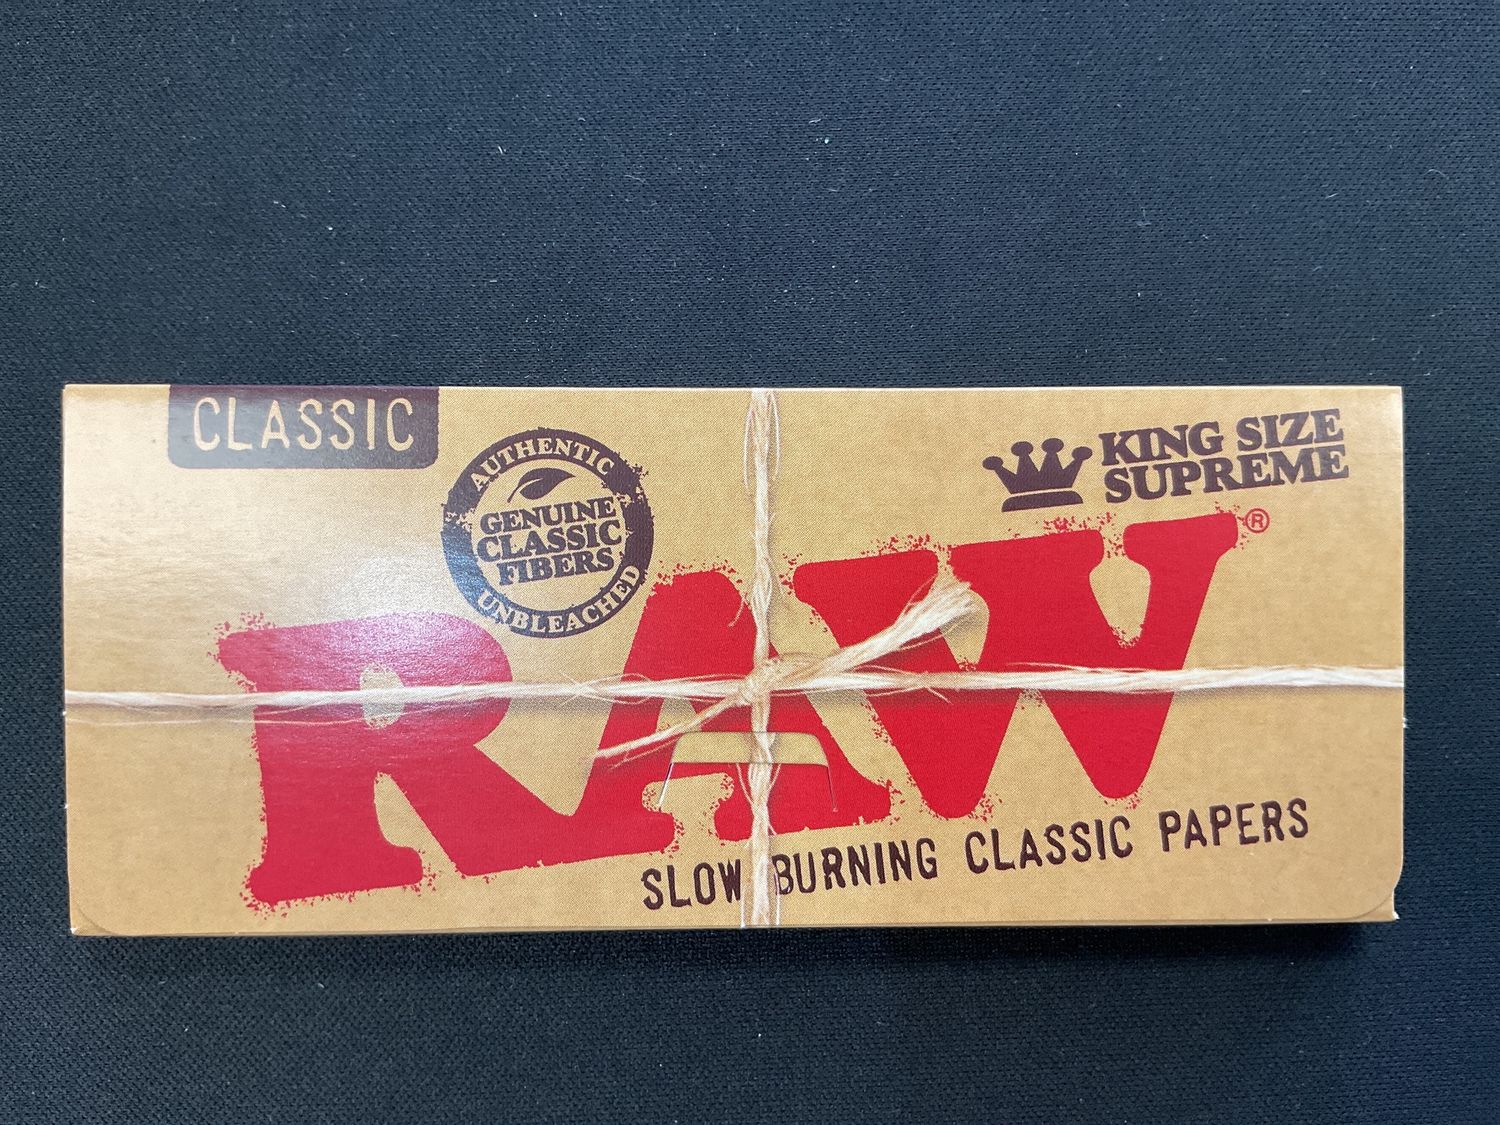 CLASSIC
AUTHENTIC
GENUINE
CLASSIC
FIBERS
UNBLEACHED
KING SIZE
SUPREME
RAW®
SLOW BURNING CLASSIC PAPERS